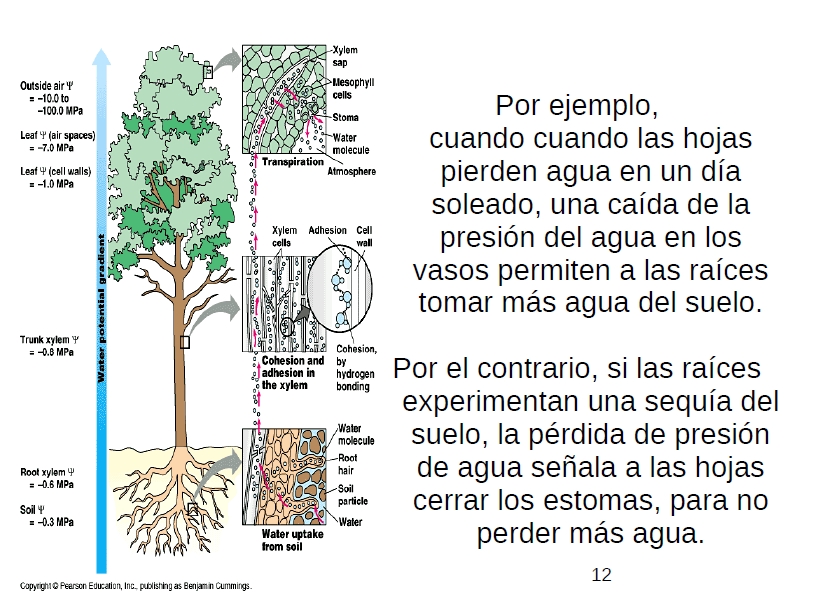 Outside air Ψ
= –10.0 to
–100.0 MPa
Leaf Ψ (air spaces)
= –7.0 MPa
Leaf Ψ (cell walls)
= –1.0 MPa
Trunk xylem Ψ
= –0.8 MPa
Root xylem Ψ
= –0.6 MPa
Soil Ψ
= –0.3 MPa
Water potential gradient
Xylem
sap
Mesophyll
cells
Stoma
Water
molecule
Atmosphere
Transpiration
Xylem
cells
Adhesion
Cell
wall
Cohesion,
by
hydrogen
bonding
Cohesion and
adhesion in
the xylem
Water
molecule
Root
hair
Soil
particle
Water
Water uptake
from soil
Copyright © Pearson Education, Inc., publishing as Benjamin Cummings.
Por ejemplo,
cuando cuando las hojas
pierden agua en un día
soleado, una caída de la
presión del agua en los
vasos permiten a las raíces
tomar más agua del suelo.
Por el contrario, si las raíces
experimentan una sequía del
suelo, la pérdida de presión
de agua señala a las hojas
cerrar los estomas, para no
perder más agua.
12